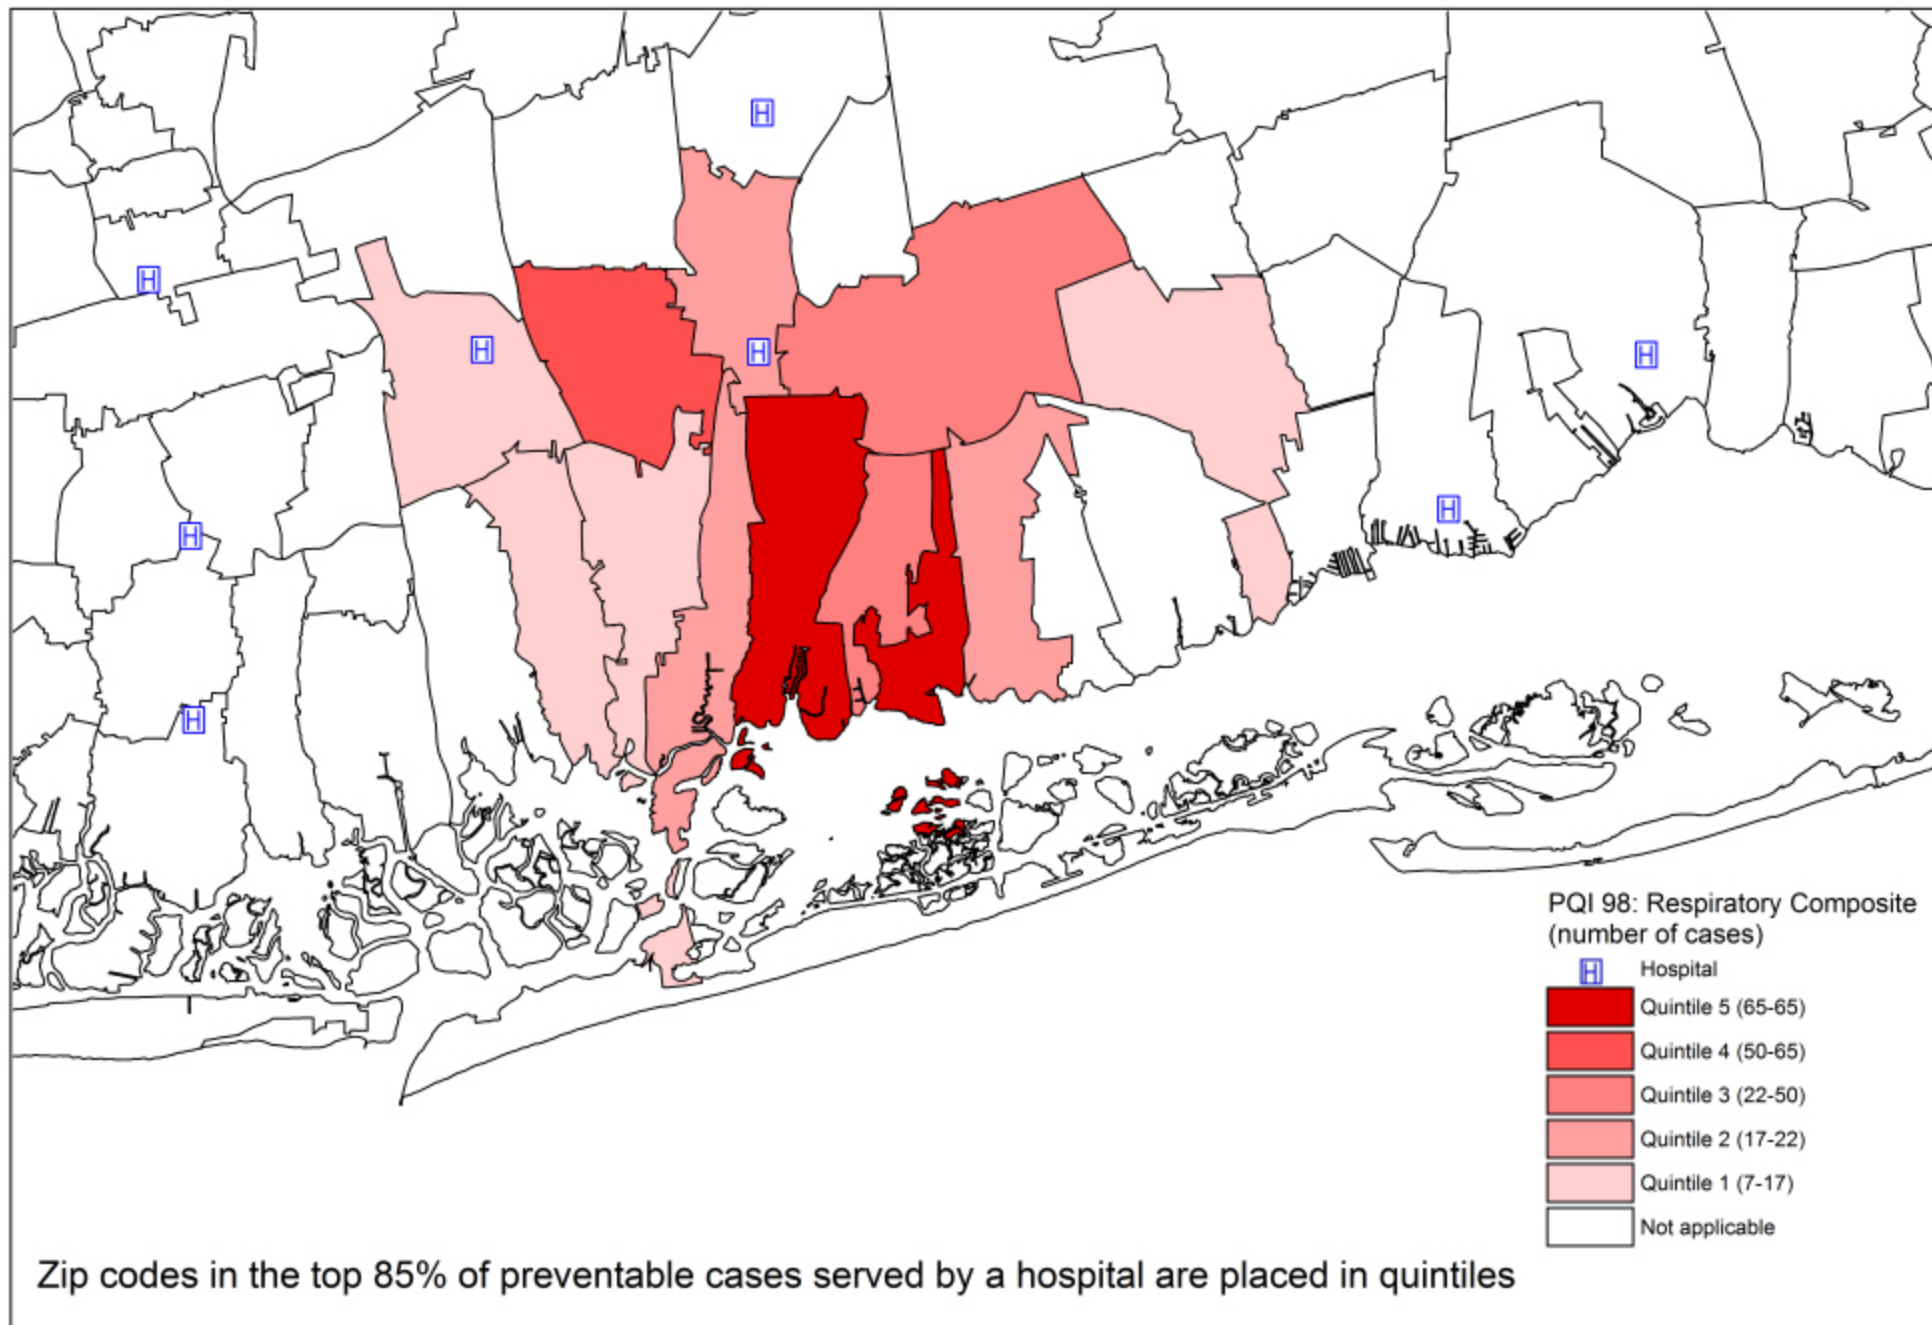 H
H
H
H
H
H
H
H
PQI 98: Respiratory Composite
(number of cases)
H Hospital
Quintile 5 (65-65)
Quintile 4 (50-65)
Quintile 3 (22-50)
Quintile 2 (17-22)
Quintile 1 (7-17)
Not applicable
Zip codes in the top 85% of preventable cases served by a hospital are placed in quintiles